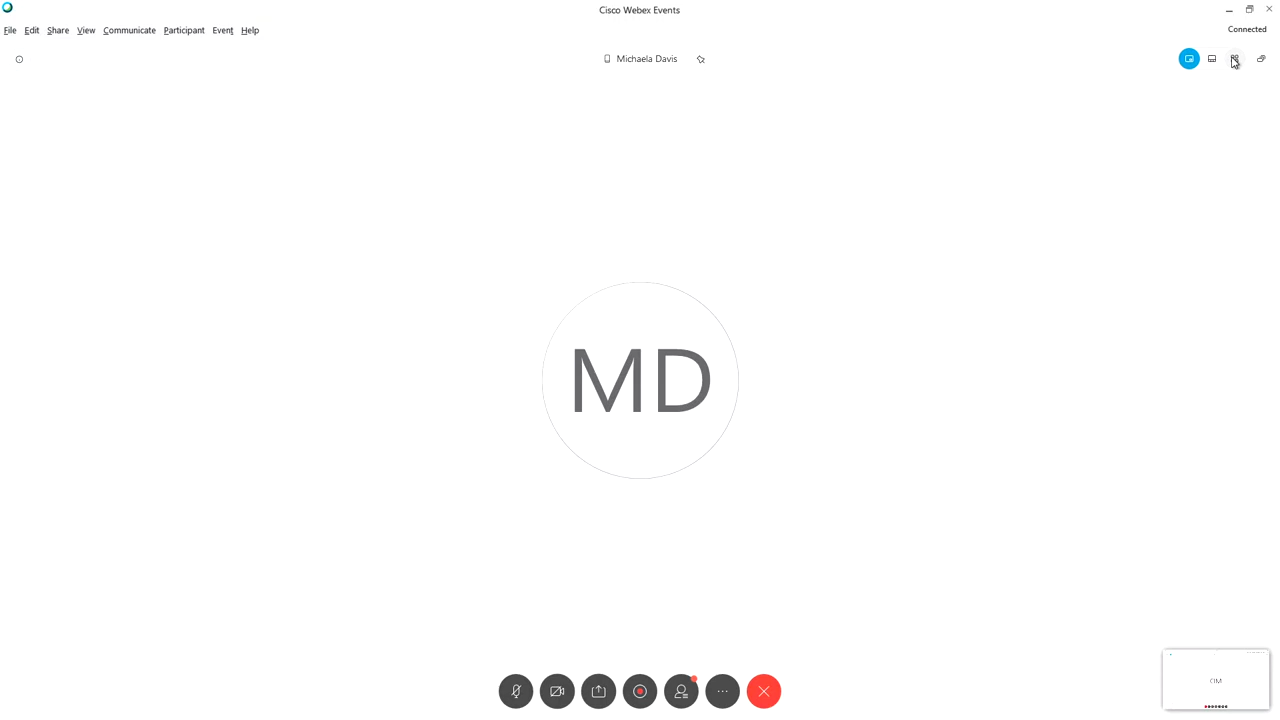 Cisco Webex Events
File Edit Share View Communicate Participant Event Help
Connected
Michaela Davis
MD